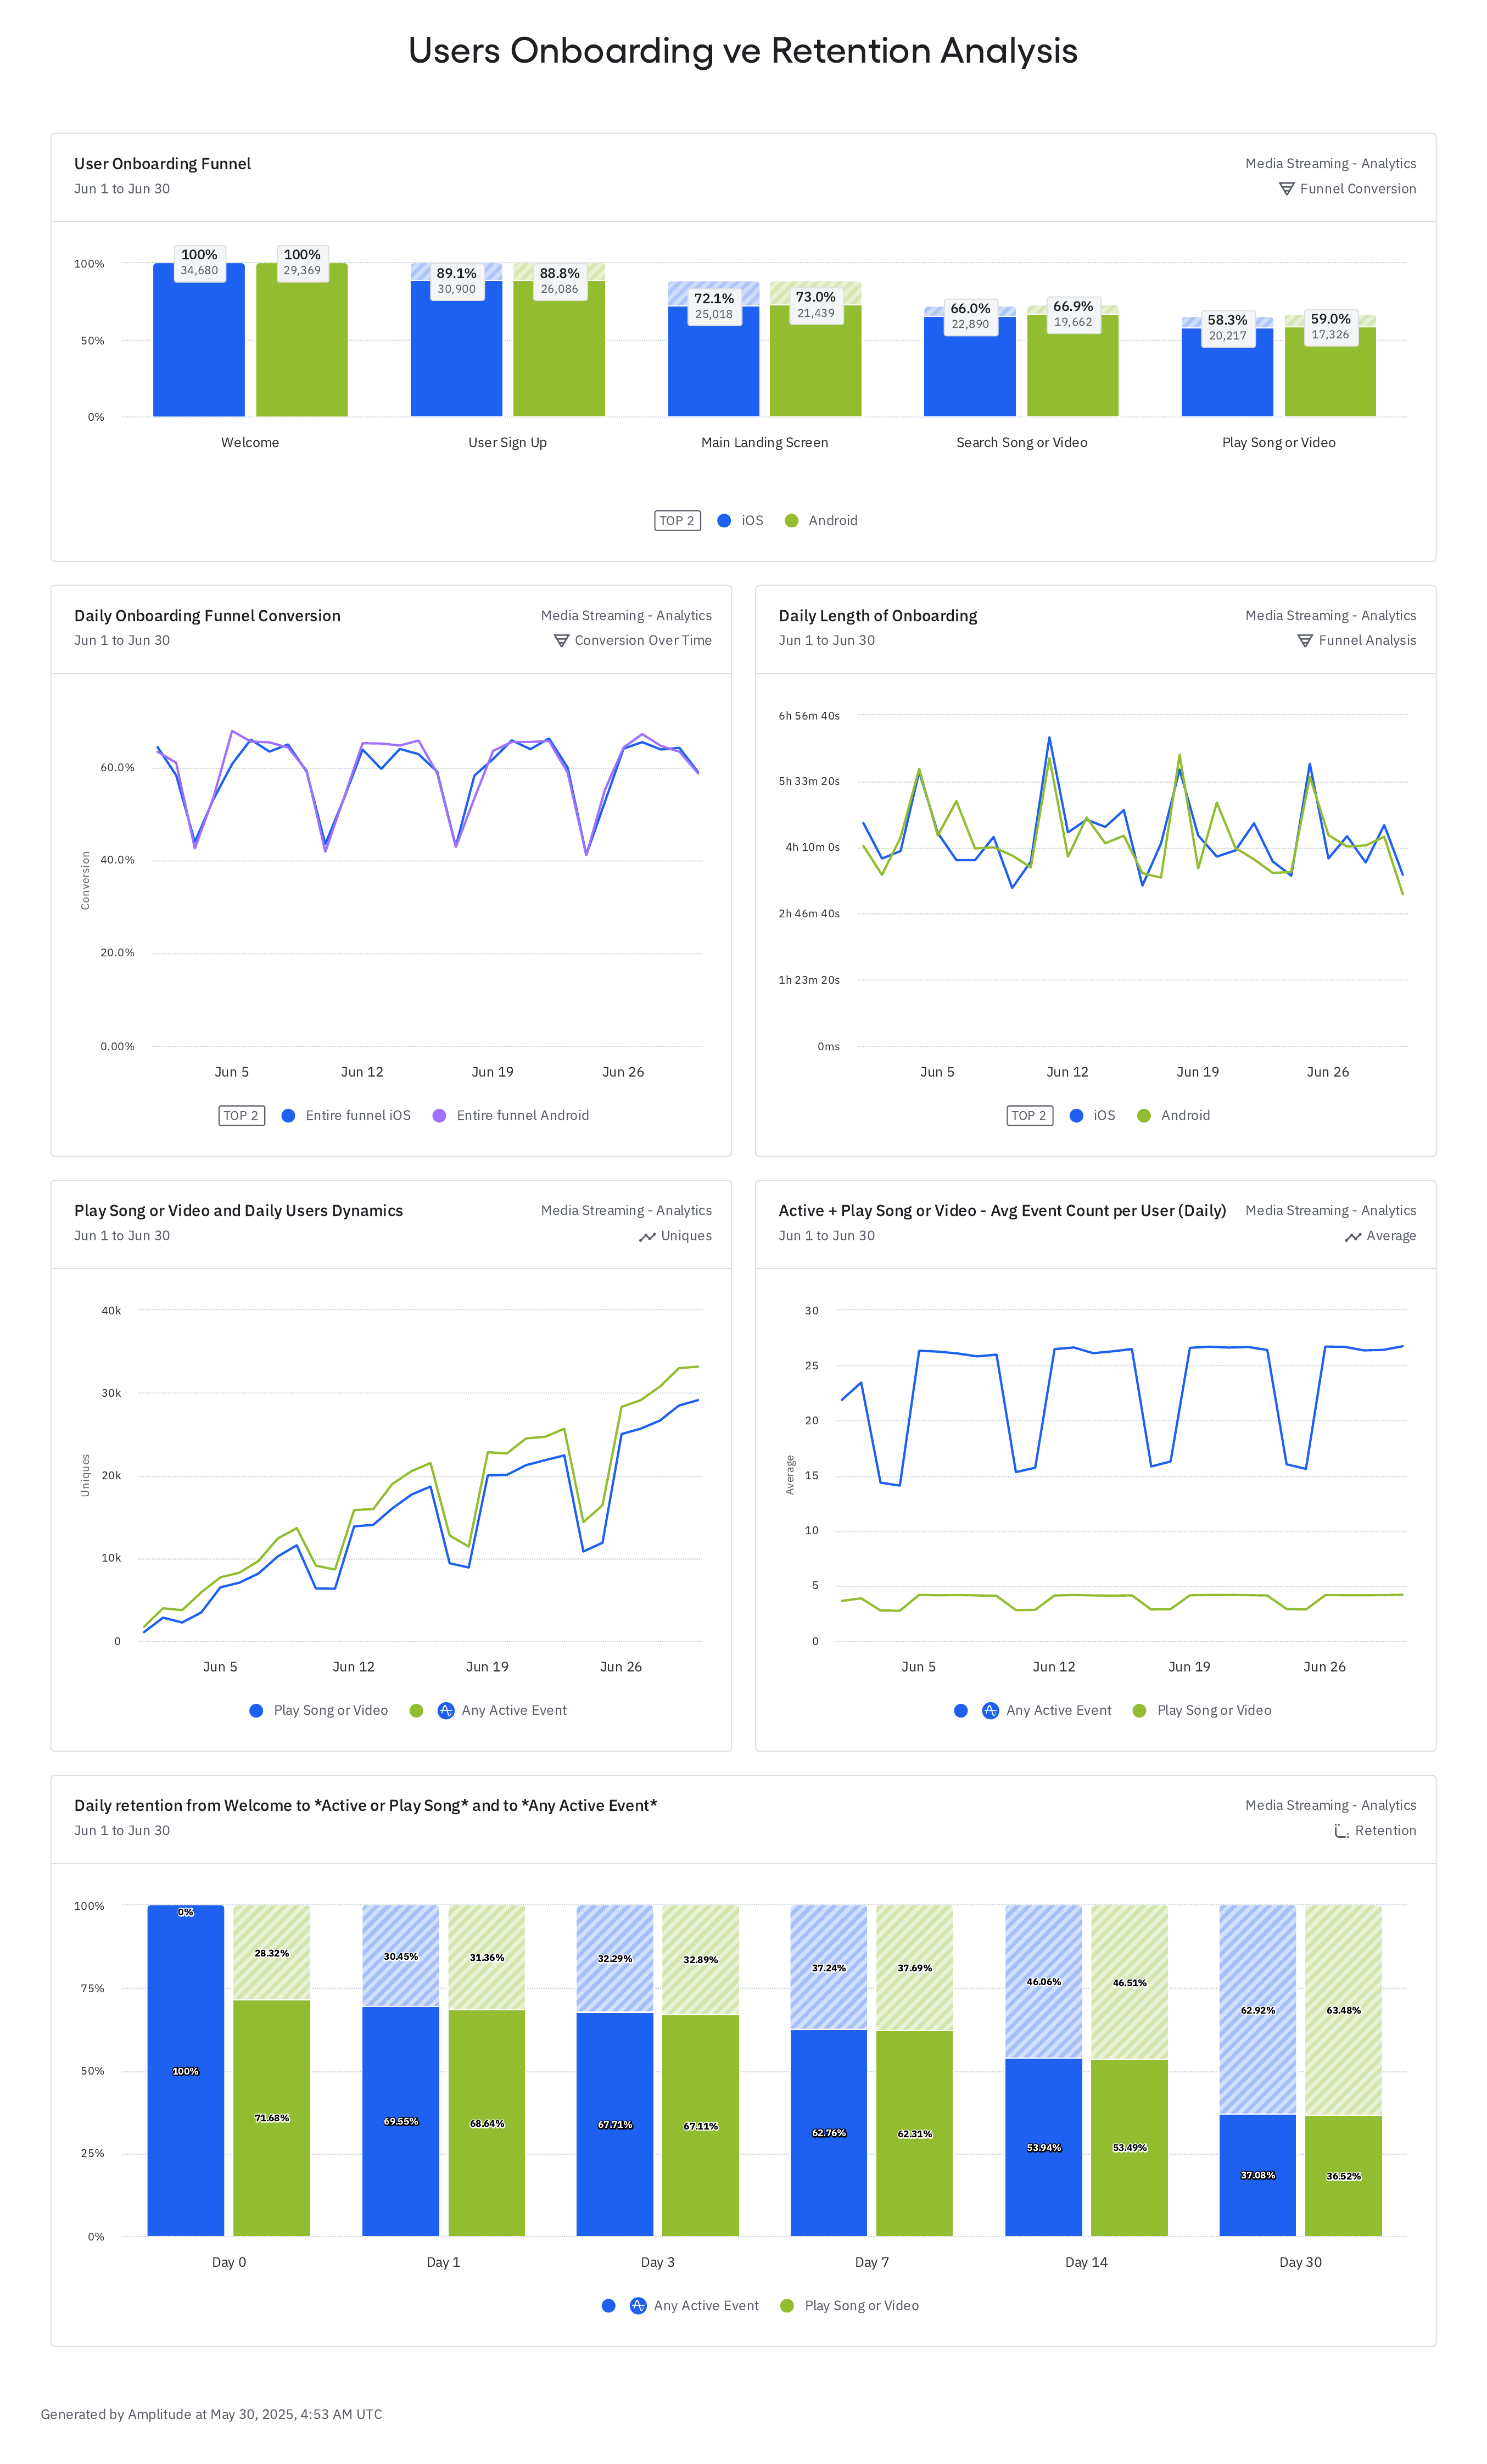 Users Onboarding ve Retention Analysis
User Onboarding Funnel
Media Streaming - Analytics
Jun 1 to Jun 30
Funnel Conversion
100%
50%
0%
100%
34,680
100%
29,369
89.1%
30,900
88.8%
26,086
72.1%
25,018
73.0%
21,439
66.0%
22,890
66.9%
19,662
58.3%
20,217
59.0%
17,326
Welcome
User Sign Up
Main Landing Screen
Search Song or Video
Play Song or Video
TOP 2
iOS
Android
Daily Onboarding Funnel Conversion
Media Streaming - Analytics
Jun 1 to Jun 30
Conversion Over Time
Conversion
60.0%
40.0%
20.0%
0.00%
Jun 5
Jun 12
Jun 19
Jun 26
TOP 2
Entire funnel iOS
Entire funnel Android
Daily Length of Onboarding
Media Streaming - Analytics
Jun 1 to Jun 30
Funnel Analysis
6h 56m 40s
5h 33m 20s
4h 10m 0s
2h 46m 40s
1h 23m 20s
0ms
Jun 5
Jun 12
Jun 19
Jun 26
TOP 2
iOS
Android
Play Song or Video and Daily Users Dynamics
Media Streaming - Analytics
Jun 1 to Jun 30
Uniques
Uniques
40k
30k
20k
10k
0
Jun 5
Jun 12
Jun 19
Jun 26
Play Song or Video
Any Active Event
Active + Play Song or Video - Avg Event Count per User (Daily)
Media Streaming - Analytics
Jun 1 to Jun 30
Average
Average
30
25
20
15
10
5
0
Jun 5
Jun 12
Jun 19
Jun 26
Any Active Event
Play Song or Video
Daily retention from Welcome to *Active or Play Song* and to *Any Active Event*
Media Streaming - Analytics
Jun 1 to Jun 30
Retention
100%
75%
50%
25%
0%
0%
100%
28.32%
71.68%
30.45%
69.55%
31.36%
68.64%
32.29%
67.71%
32.89%
67.11%
37.24%
62.76%
37.69%
62.31%
46.06%
53.94%
46.51%
53.49%
62.92%
37.08%
63.48%
36.52%
Day 0
Day 1
Day 3
Day 7
Day 14
Day 30
Any Active Event
Play Song or Video
Generated by Amplitude at May 30, 2025, 4:53 AM UTC